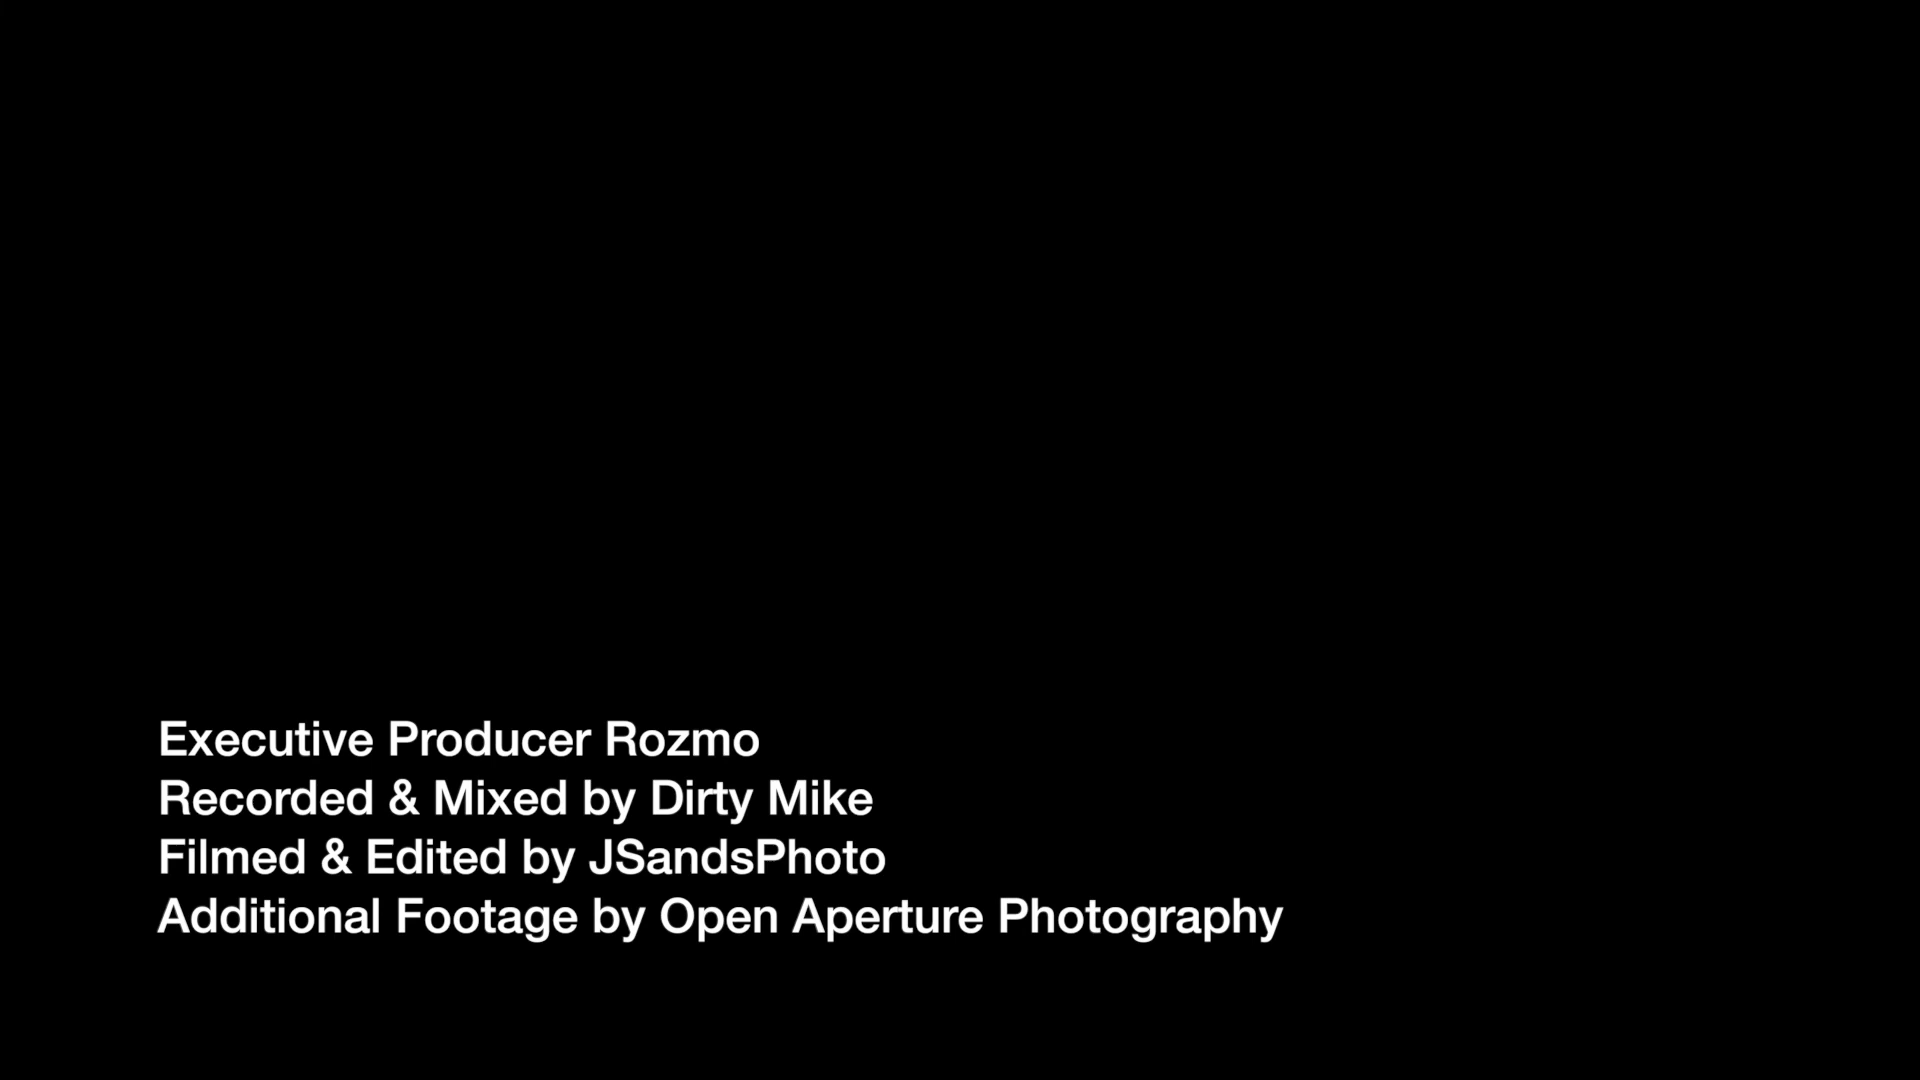 Executive Producer Rozmo
Recorded & Mixed by Dirty Mike
Filmed & Edited by JSandsPhoto
Additional Footage by Open Aperture Photography